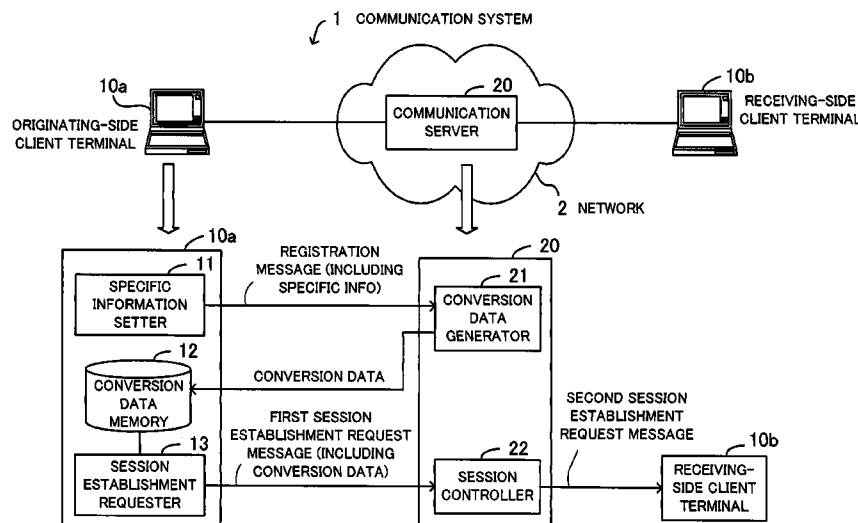 1 COMMUNICATION SYSTEM
10a
ORIGINATING-SIDE
CLIENT TERMINAL
20
COMMUNICATION
SERVER
10b
RECEIVING-SIDE
CLIENT TERMINAL
2 NETWORK
10a
11
SPECIFIC
INFORMATION
SETTER
REGISTRATION
MESSAGE (INCLUDING
SPECIFIC INFO)
20
21
CONVERSION
DATA
GENERATOR
12
CONVERSION
DATA
MEMORY
CONVERSION DATA
13
SESSION
ESTABLISHMENT
REQUESTER
FIRST SESSION
ESTABLISHMENT REQUEST
MESSAGE (INCLUDING
CONVERSION DATA)
22
SESSION
CONTROLLER
SECOND SESSION
ESTABLISHMENT
REQUEST MESSAGE
10b
RECEIVING-
SIDE CLIENT
TERMINAL